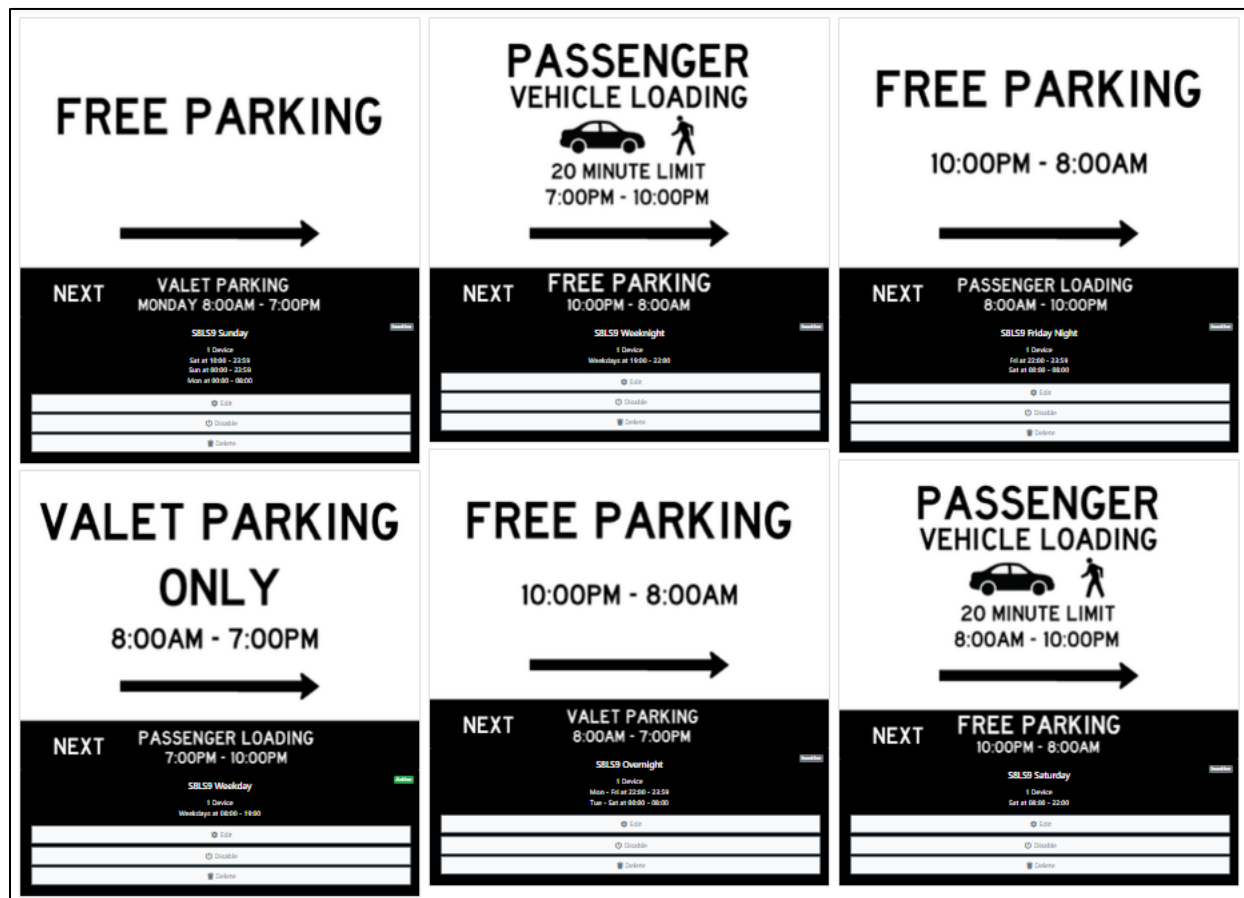 FREE PARKING
NEXT
VALET PARKING
MONDAY 8:00AM - 7:00PM
Inactive
S8LS9 Sunday
1 Device
Sat at 10:00 - 23:59
Sun at 00:00 - 23:59
Mon at 00:00 - 08:00
Edit
Disable
Delete
PASSENGER
VEHICLE LOADING
20 MINUTE LIMIT
7:00PM - 10:00PM
NEXT
FREE PARKING
10:00PM - 8:00AM
Inactive
S8LS9 Weeknight
1 Device
Weekdays at 19:00 - 22:00
Edit
Disable
Delete
FREE PARKING
10:00PM - 8:00AM
NEXT
PASSENGER LOADING
8:00AM - 10:00PM
Inactive
S8LS9 Friday Night
1 Device
Fri at 22:00 - 23:59
Sat at 00:00 - 08:00
Edit
Disable
Delete
VALET PARKING
ONLY
8:00AM - 7:00PM
NEXT
PASSENGER LOADING
7:00PM - 10:00PM
Active
S8LS9 Weekday
1 Device
Weekdays at 08:00 - 19:00
Edit
Disable
Delete
FREE PARKING
10:00PM - 8:00AM
NEXT
VALET PARKING
8:00AM - 7:00PM
Inactive
S8LS9 Overnight
1 Device
Mon - Fri at 22:00 - 23:59
Tue - Sat at 00:00 - 08:00
Edit
Disable
Delete
PASSENGER
VEHICLE LOADING
20 MINUTE LIMIT
8:00AM - 10:00PM
NEXT
FREE PARKING
10:00PM - 8:00AM
Inactive
S8LS9 Saturday
1 Device
Sat at 08:00 - 22:00
Edit
Disable
Delete